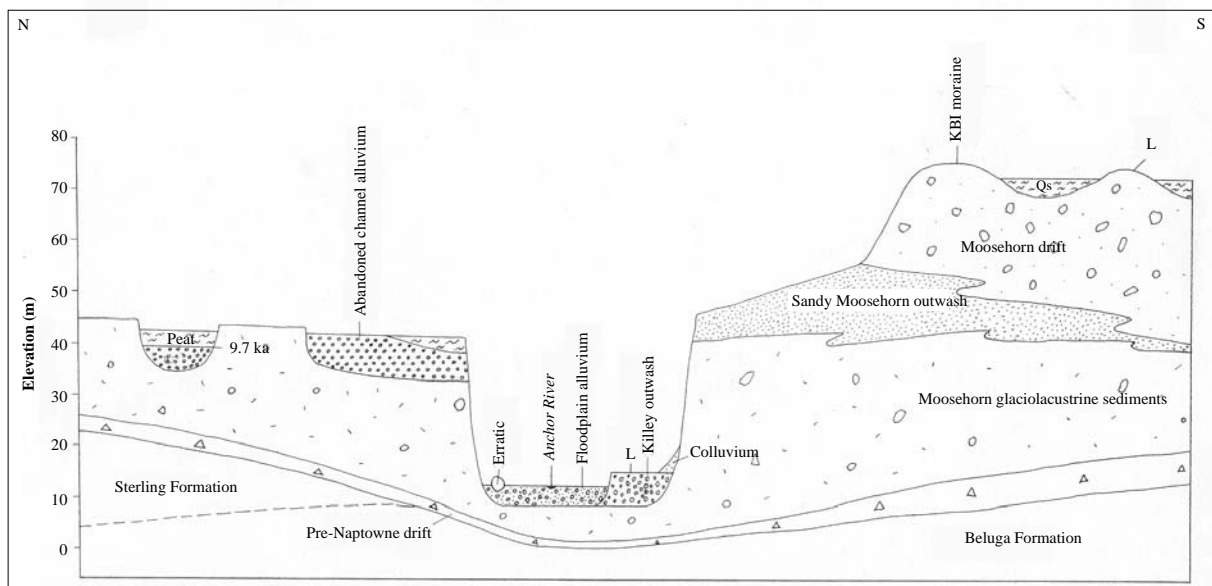 N
S
KBI moraine
L
Qs
Moosehorn drift
Sandy Moosehorn outwash
Moosehorn glaciolacustrine sediments
Abandoned channel alluvium
Peat
9.7 ka
Elevation (m)
80
70
60
50
40
30
20
10
0
Erratic
Anchor River
Floodplain alluvium
L
Killey outwash
Colluvium
Sterling Formation
Pre-Naptowne drift
Beluga Formation